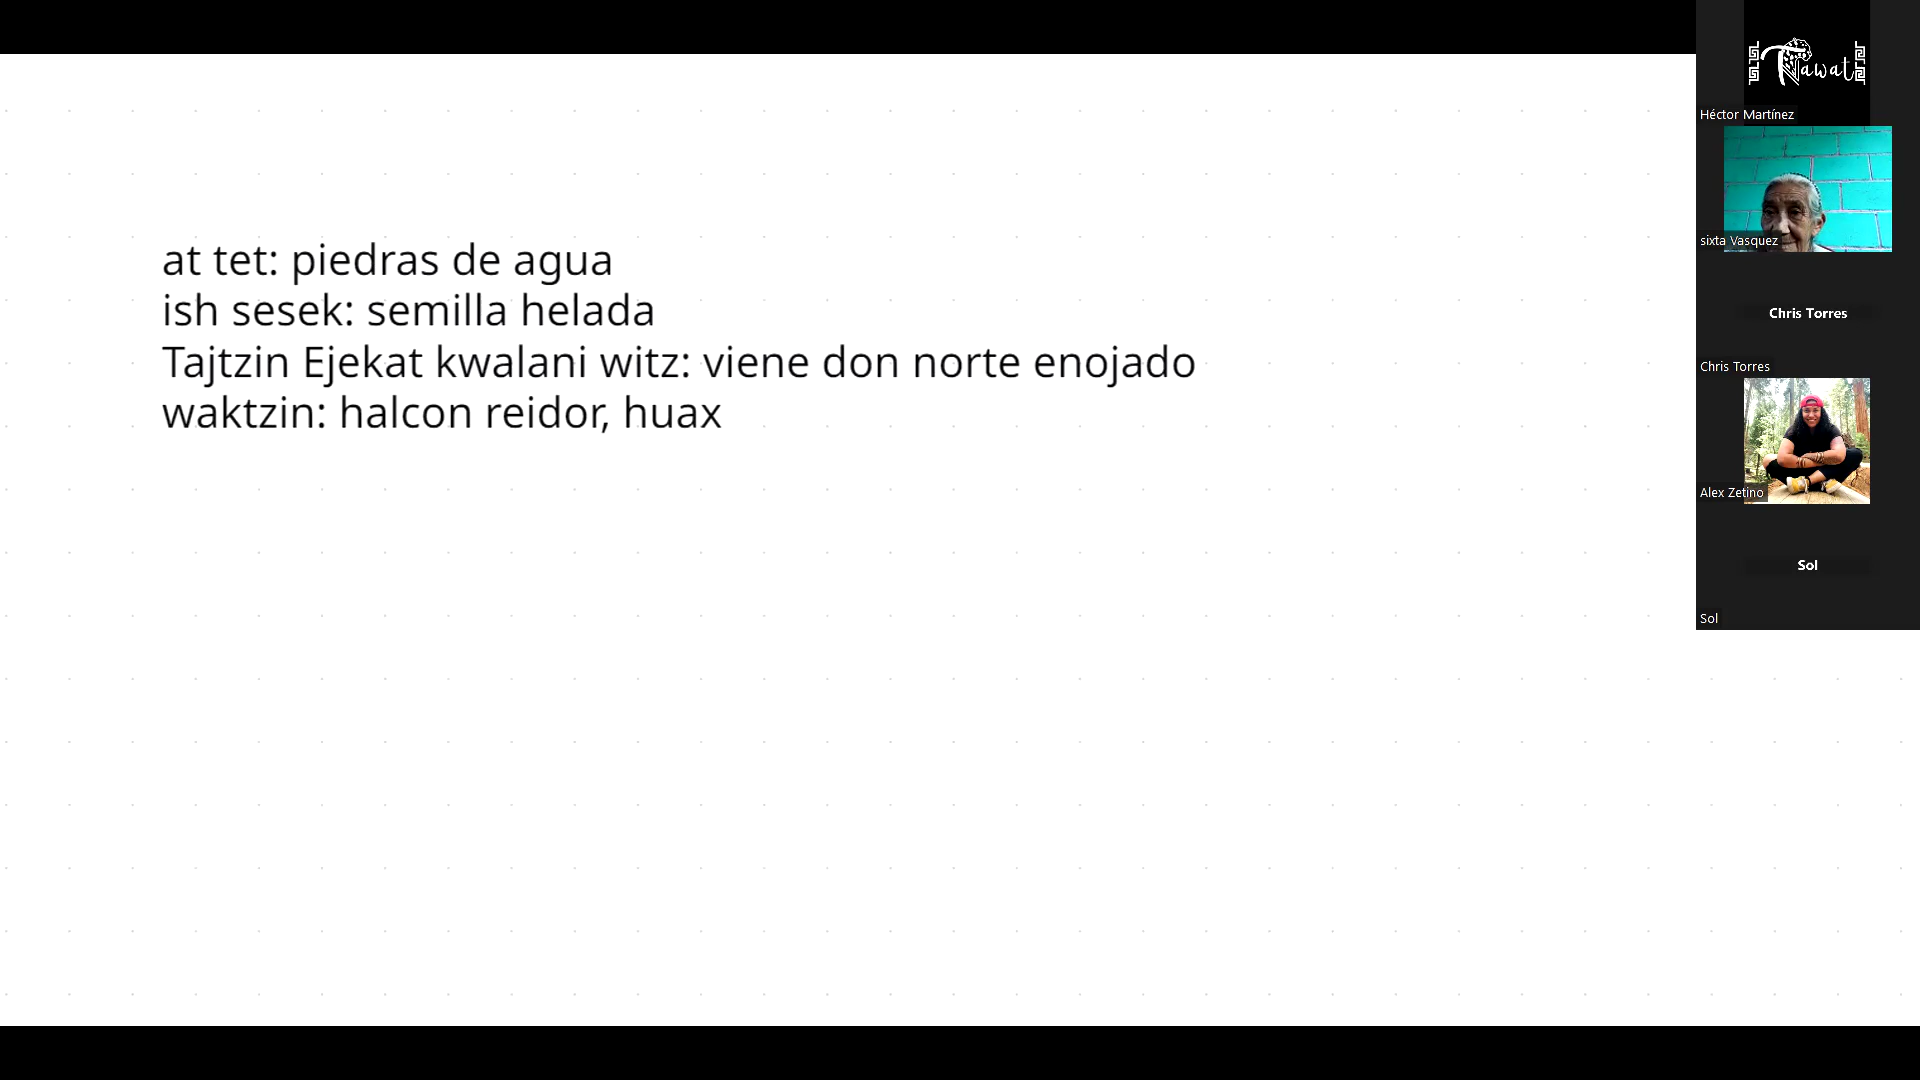 at tet: piedras de agua
ish sesek: semilla helada
Tajtzin Ejekat kwalani witz: viene don norte enojado
waktzin: halcon reidor, huax
Tawat
Héctor Martínez
sixta Vasquez
Chris Torres
Chris Torres
Alex Zetino
Sol
Sol